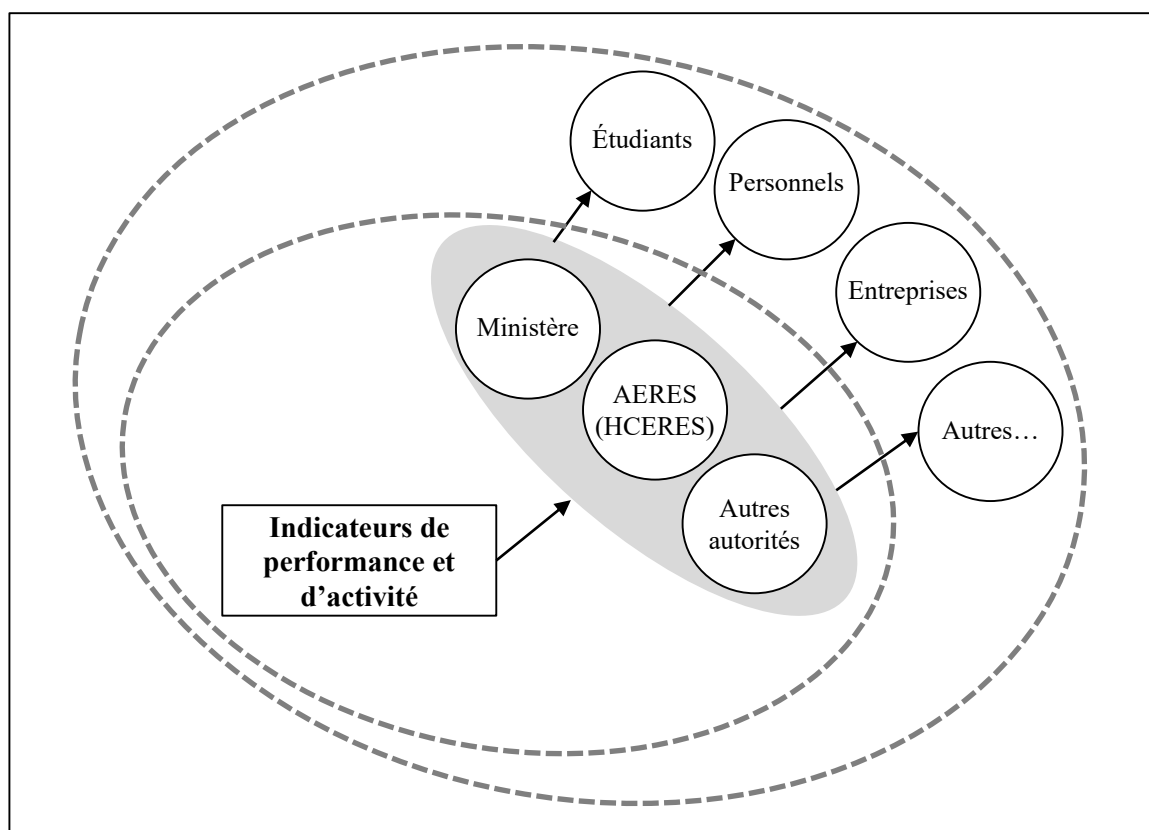 Étudiants
Personnels
Entreprises
Ministère
AERES
(HCERES)
Autres…
Autres
autorités
Indicateurs de
performance et
d’activité